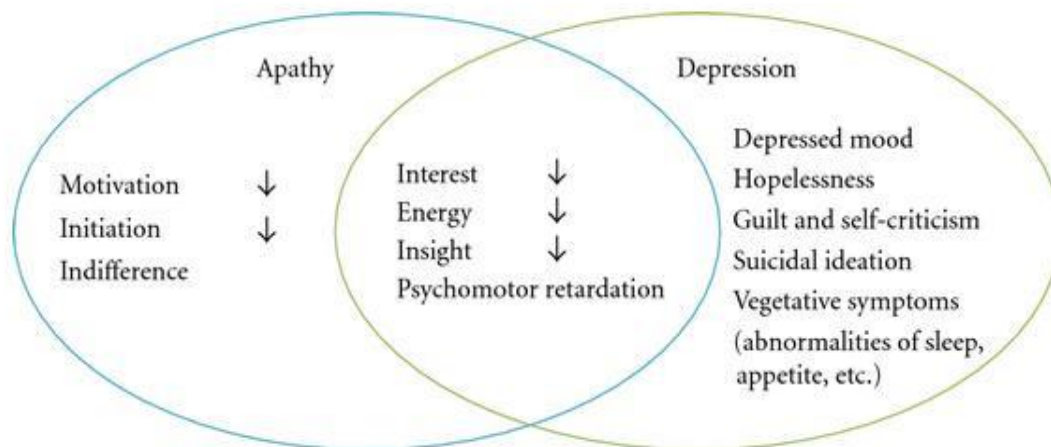 Apathy
Motivation ↓
Initiation ↓
Indifference
Interest ↓
Energy ↓
Insight ↓
Psychomotor retardation
Depression
Depressed mood
Hopelessness
Guilt and self-criticism
Suicidal ideation
Vegetative symptoms
(abnormalities of sleep,
appetite, etc.)